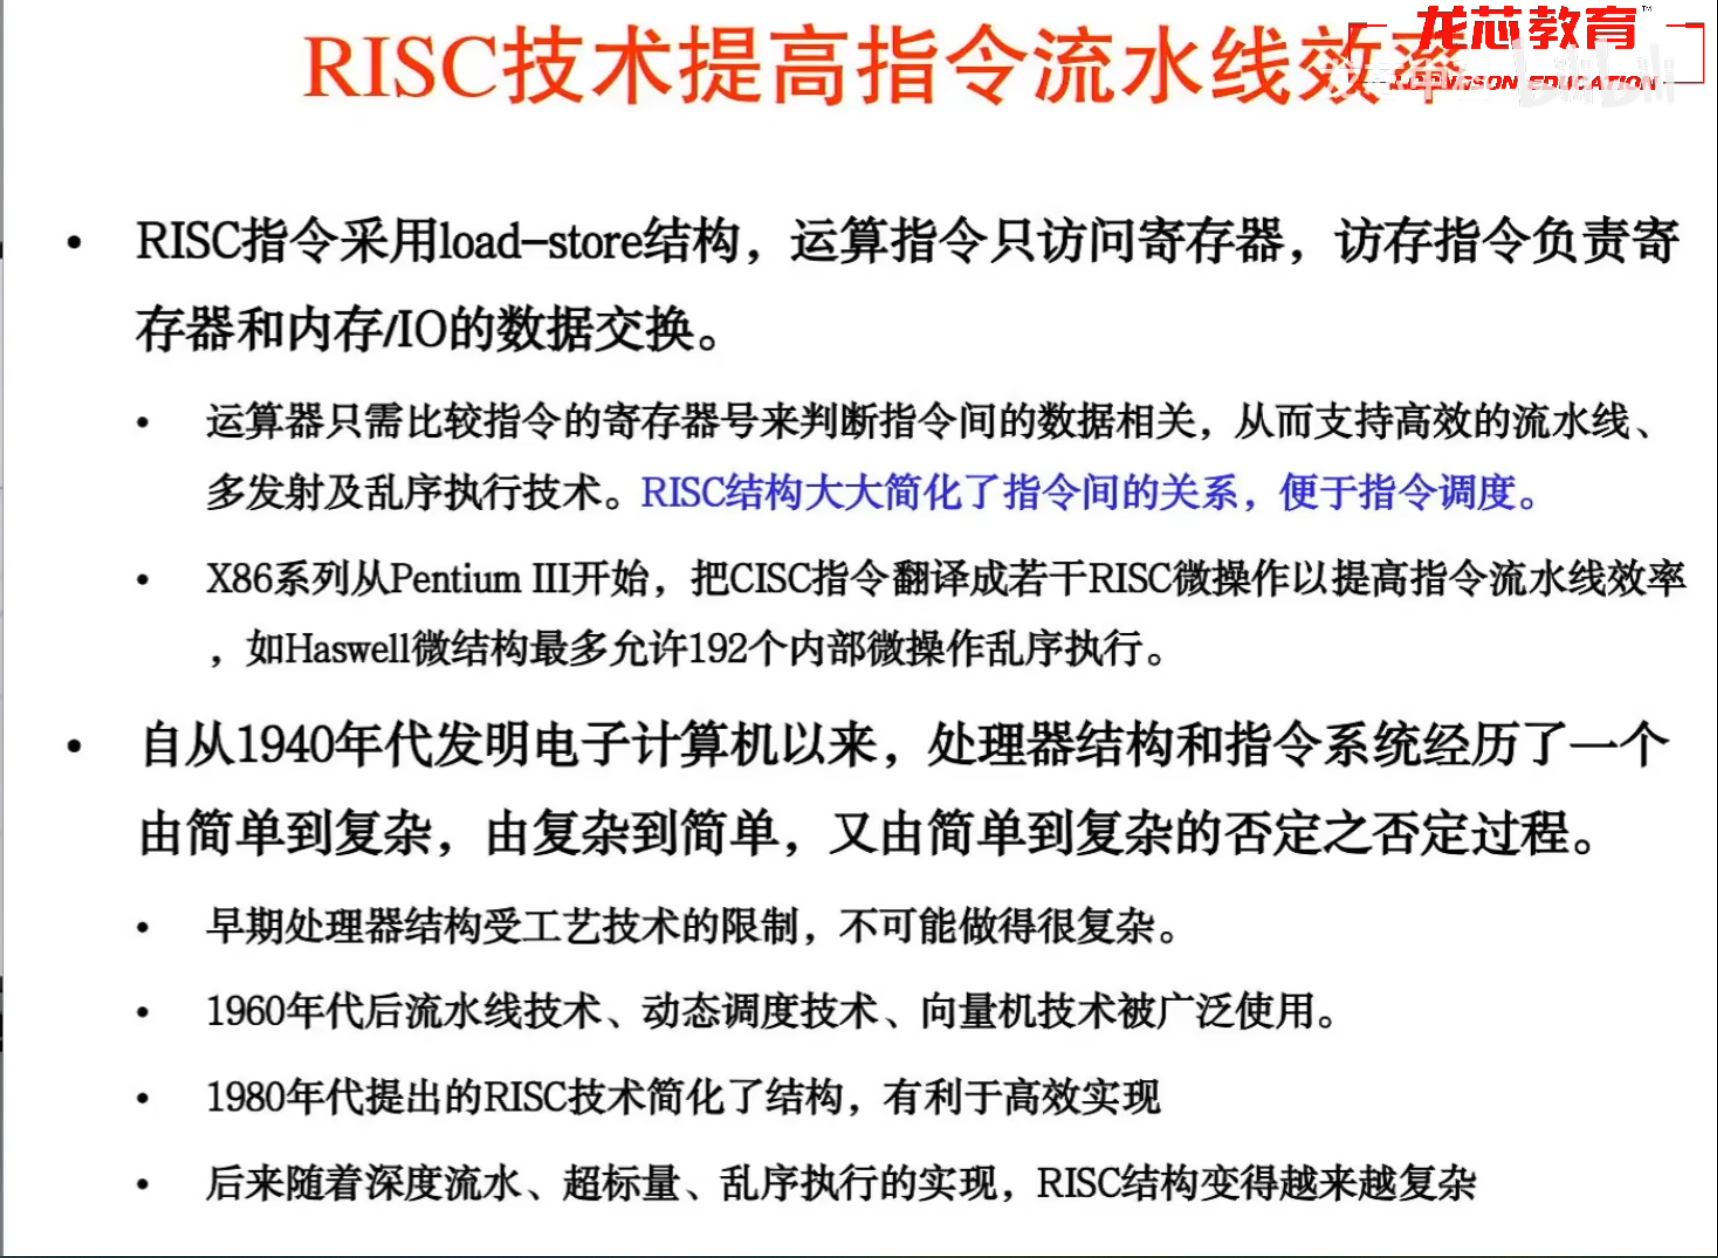 RISC技术提高指令流水线效
龙芯教育™
EDUCATION
• RISC指令采用load-store结构，运算指令只访问寄存器，访存指令负责寄
存器和内存/IO的数据交换。
• 运算器只需比较指令的寄存器号来判断指令间的数据相关，从而支持高效的流水线、
多发射及乱序执行技术。RISC结构大大简化了指令间的关系，便于指令调度。
• X86系列从Pentium III开始，把CISC指令翻译成若干RISC微操作以提高指令流水线效率
，如Haswell微结构最多允许192个内部微操作乱序执行。
• 自从1940年代发明电子计算机以来，处理器结构和指令系统经历了一个
由简单到复杂，由复杂到简单，又由简单到复杂的否定之否定过程。
• 早期处理器结构受工艺技术的限制，不可能做得很复杂。
• 1960年代后流水线技术、动态调度技术、向量机技术被广泛使用。
• 1980年代提出的RISC技术简化了结构，有利于高效实现
• 后来随着深度流水、超标量、乱序执行的实现，RISC结构变得越来越复杂